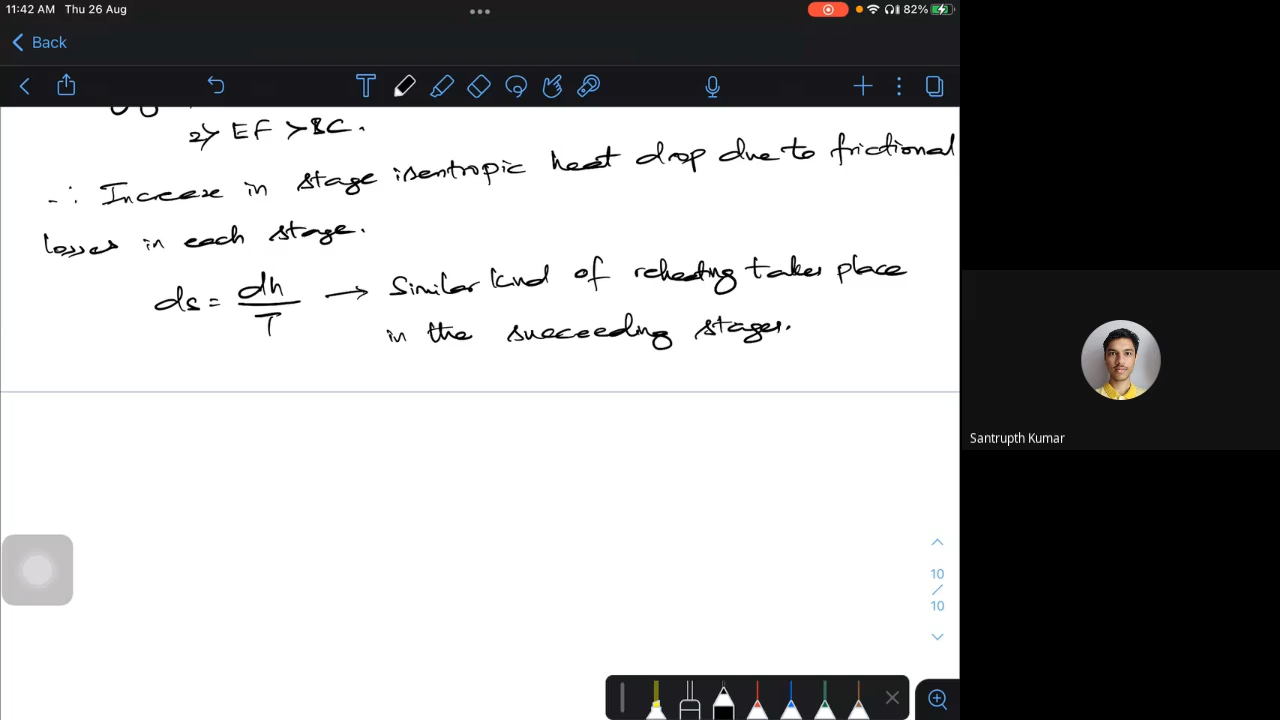 11:42 AM Thu 26 Aug
82%
Back
2) EF > BC.
∴ Increase in stage isentropic heat drop due to frictional
losses in each stage.
ds = dh/T → Similar kind of reheating takes place
in the succeeding stages.
10
/
10
Santrupth Kumar